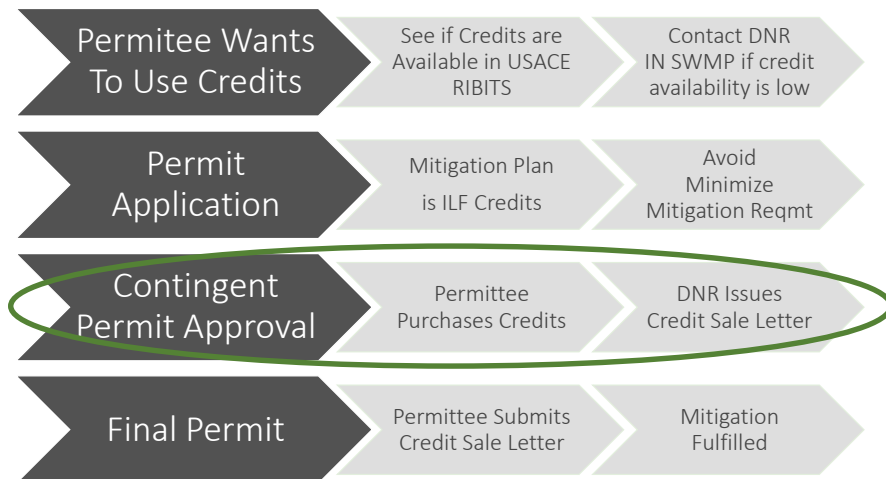 Permitee Wants
To Use Credits
See if Credits are
Available in USACE
RIBITS
Contact DNR
IN SWMP if credit
availability is low
Permit
Application
Mitigation Plan
is ILF Credits
Avoid
Minimize
Mitigation Reqmt
Contingent
Permit Approval
Permittee
Purchases Credits
DNR Issues
Credit Sale Letter
Final Permit
Permittee Submits
Credit Sale Letter
Mitigation
Fulfilled